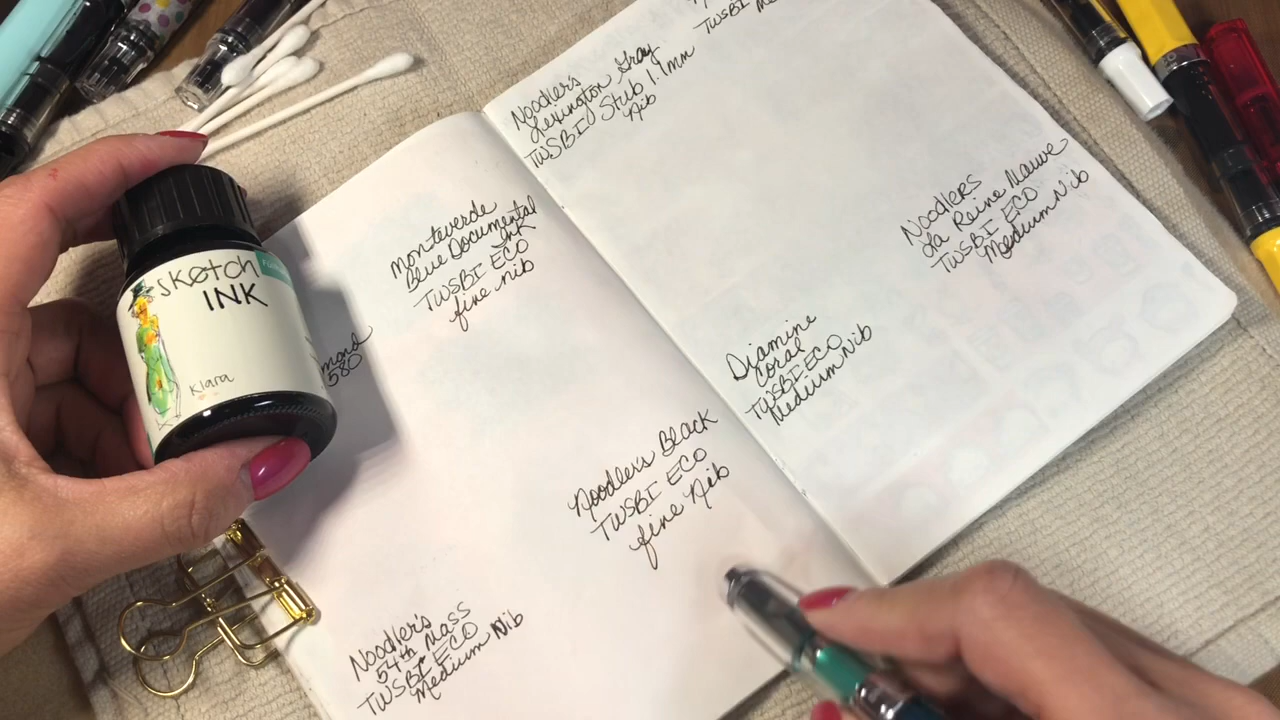 SKetch
INK
Klara
mond
580
Monteverde
Blue Documental
Ink
TWSBI ECO
fine nib
Noodler's Black
TWSBI ECO
fine Nib
Noodler's
54th Mass
TWSBI ECO
Medium Nib
TWSBI
Noodler's
Lexington Gray
TWSBI Stub 1.1mm
Nib
Noodlers
La Reine Mauve
TWSBI ECO
Medium Nib
Diamine
Coral
TWSBI ECO
Medium Nib